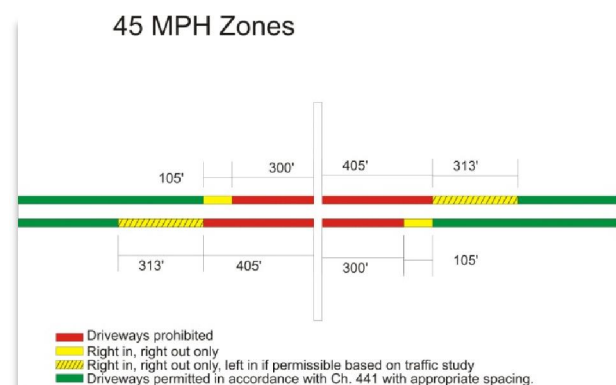 45 MPH Zones
105' 300' 405' 313'
313' 405' 300' 105'
Driveways prohibited
Right in, right out only
Right in, right out only, left in if permissible based on traffic study
Driveways permitted in accordance with Ch. 441 with appropriate spacing.